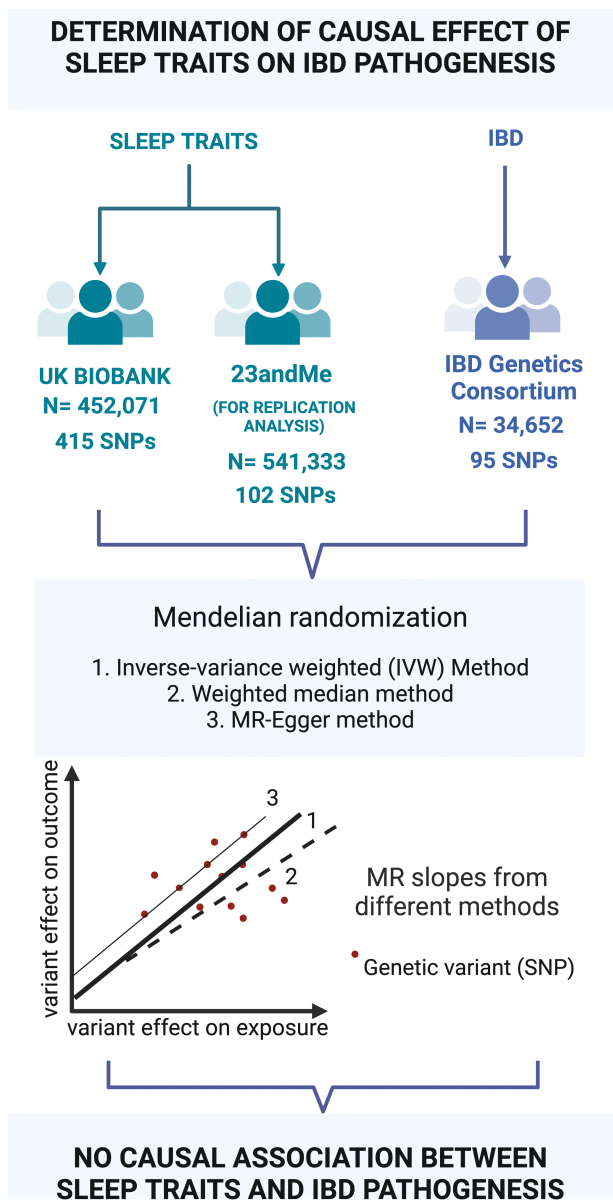 DETERMINATION OF CAUSAL EFFECT OF
SLEEP TRAITS ON IBD PATHOGENESIS
SLEEP TRAITS
IBD
UK BIOBANK
N= 452,071
415 SNPs
23andMe
(FOR REPLICATION
ANALYSIS)
N= 541,333
102 SNPs
IBD Genetics
Consortium
N= 34,652
95 SNPs
Mendelian randomization
1. Inverse-variance weighted (IVW) Method
2. Weighted median method
3. MR-Egger method
variant effect on outcome
3
1
2
variant effect on exposure
MR slopes from
different methods
Genetic variant (SNP)
NO CAUSAL ASSOCIATION BETWEEN
SLEEP TRAITS AND IBD PATHOGENESIS